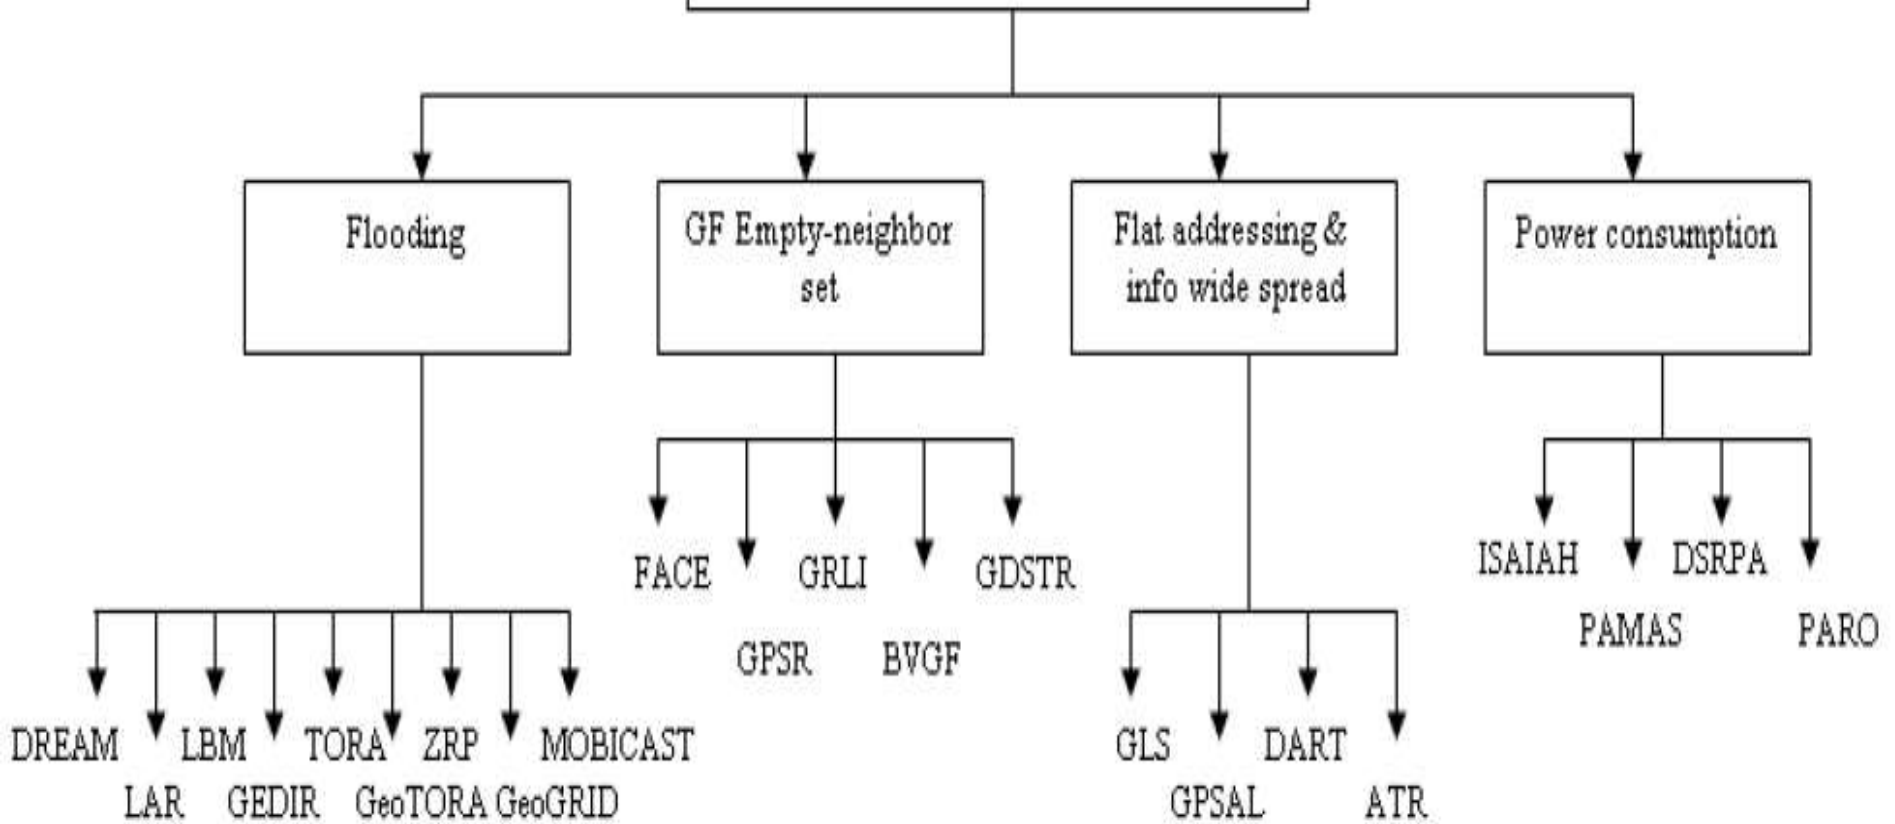 Flooding
GF Empty-neighbor
set
Flat addressing &
info wide spread
Power consumption
FACE
GRLI
GDSTR
GPSR
BVGF
ISAIAH
DSRPA
PAMAS
PARO
DREAM
LBM
TORA
ZRP
MOBICAST
LAR
GEDIR
GeoTORA
GeoGRID
GLS
DART
GPSAL
ATR